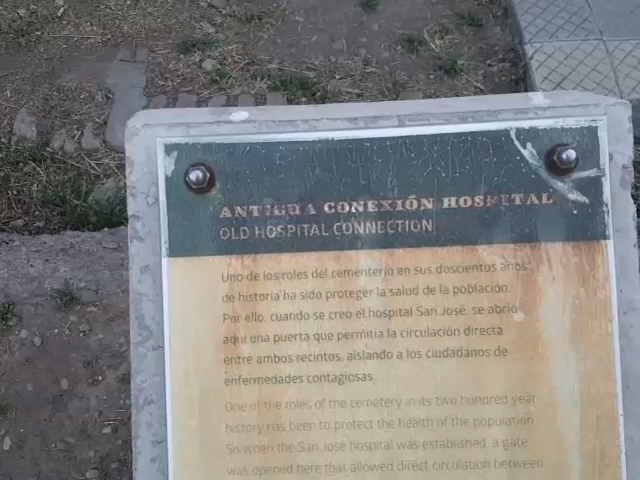 ANTIGUA CONEXIÓN HOSPITAL
OLD HOSPITAL CONNECTION
Uno de los roles del cementerio en sus doscientos años
de historia ha sido proteger la salud de la población.
Por ello, cuando se creó el hospital San José, se abrió
aquí una puerta que permitía la circulación directa
entre ambos recintos, aislando a los ciudadanos de
enfermedades contagiosas.
One of the roles of the cemetery in its two hundred year
history has been to protect the health of the population.
So when the San José hospital was established, a gate
was opened here that allowed direct circulation between